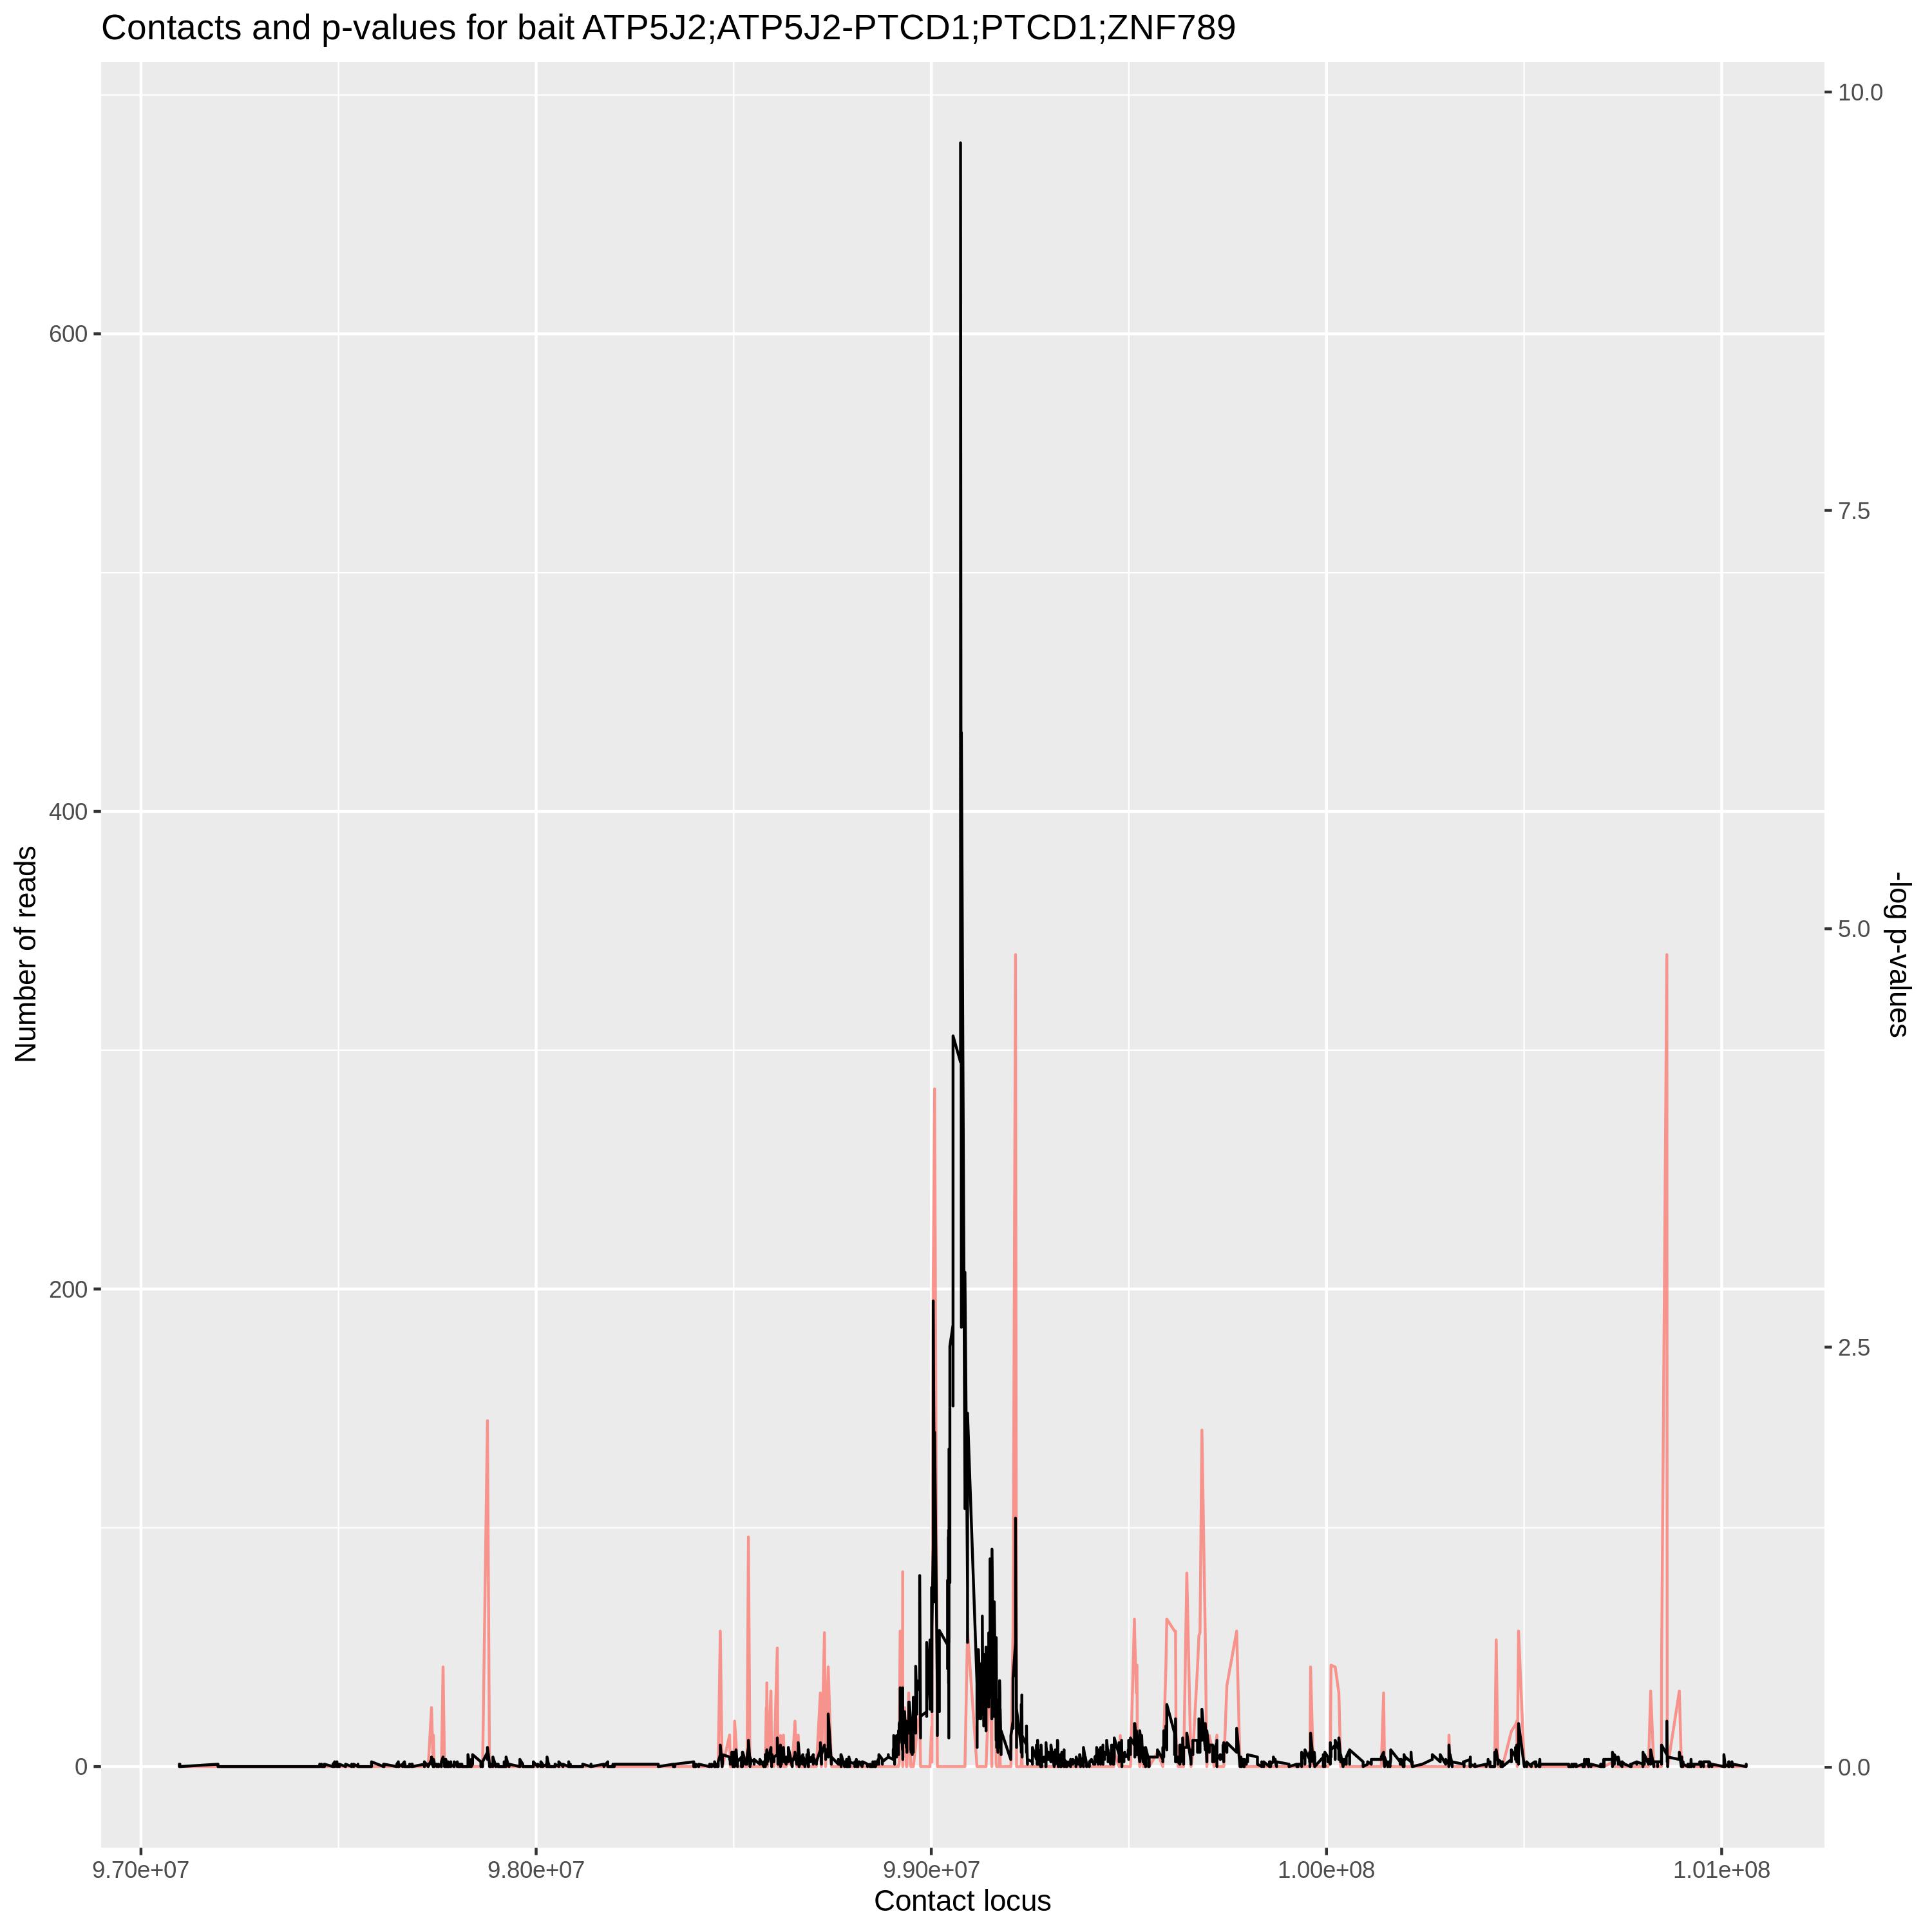 Contacts and p-values for bait ATP5J2;ATP5J2-PTCD1;PTCD1;ZNF789
10.0
600
7.5
400
5.0
Number of reads
-log p-values
200
2.5
0
0.0
9.70e+07 9.80e+07 9.90e+07 1.00e+08 1.01e+08
Contact locus